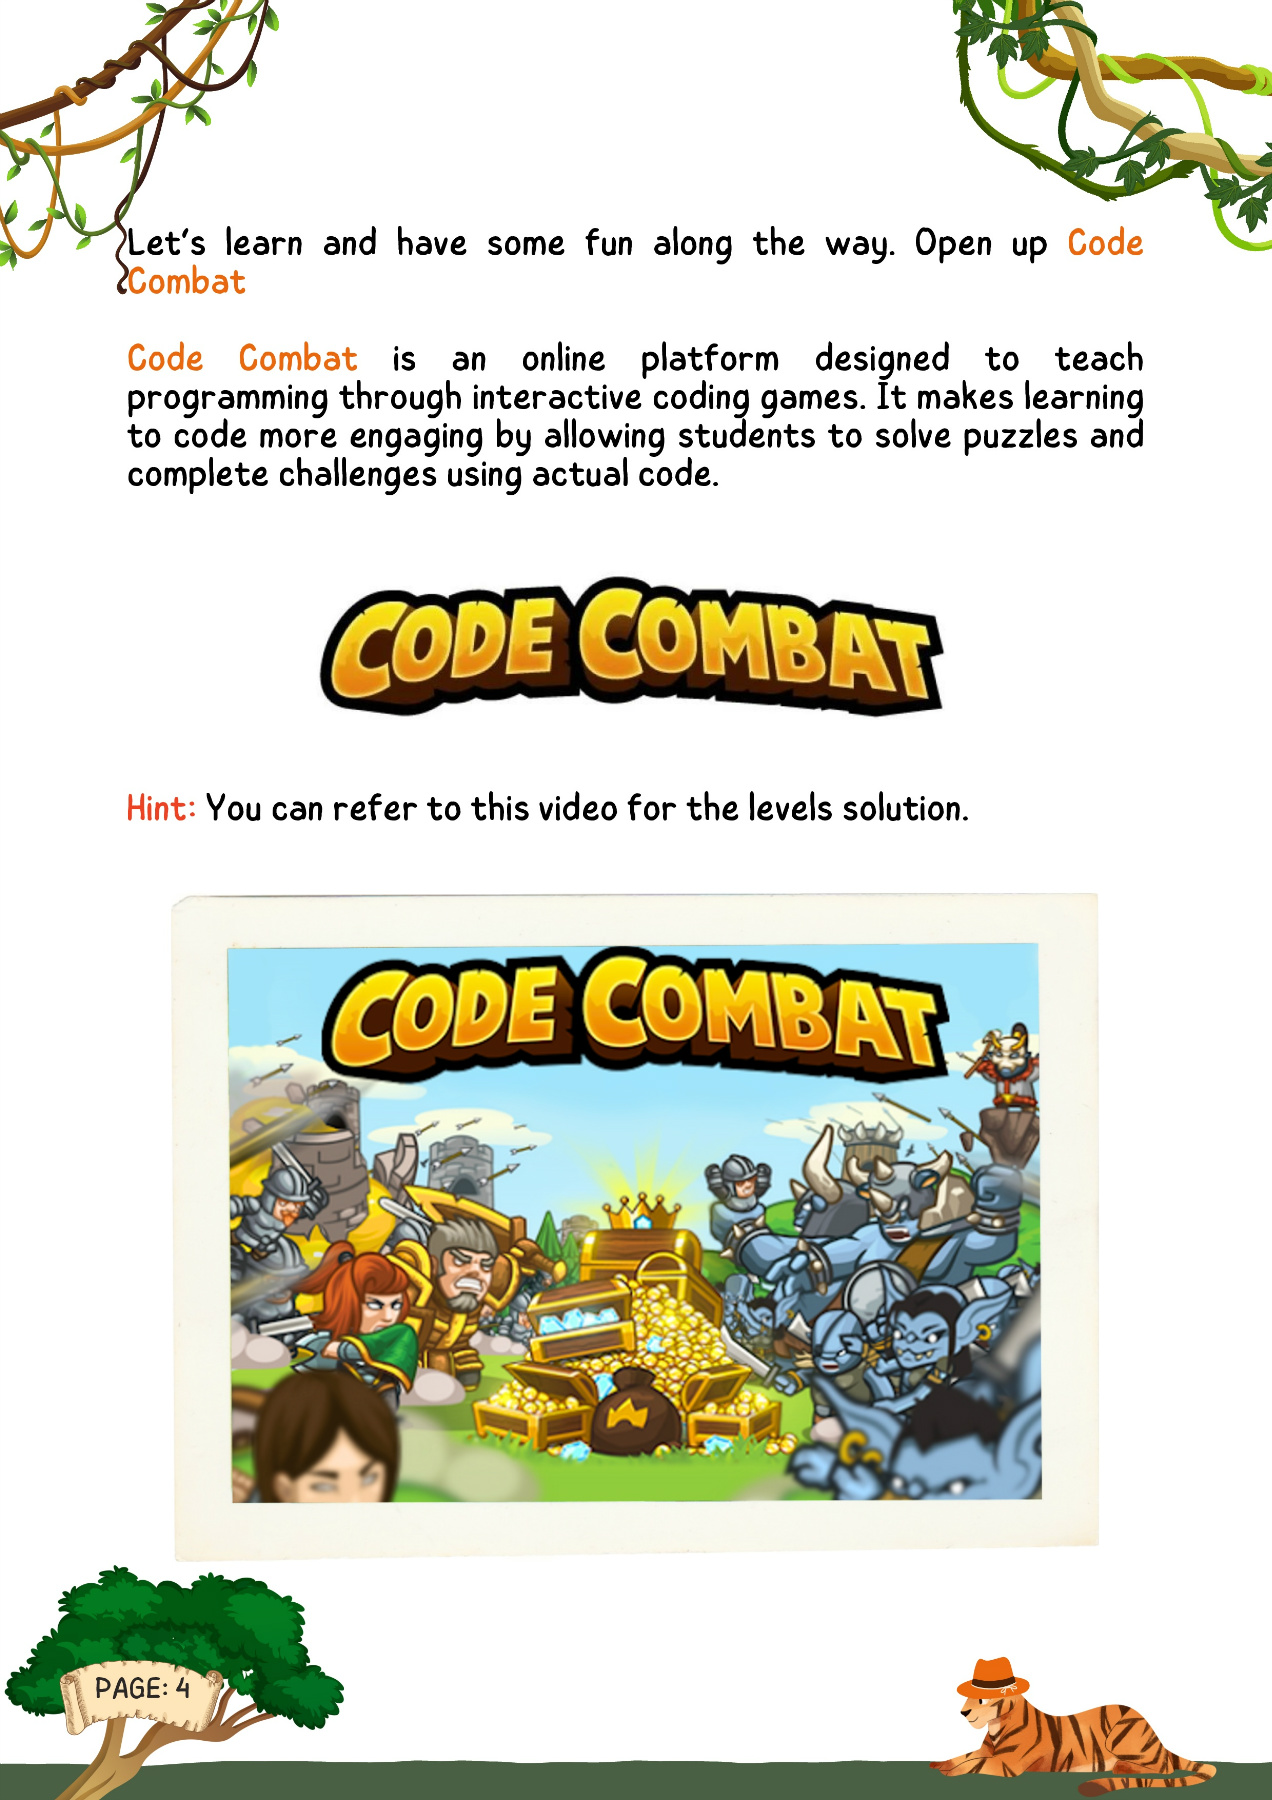 Let's learn and have some fun along the way. Open up Code
Combat
Code Combat is an online platform designed to teach
programming through interactive coding games. It makes learning
to code more engaging by allowing students to solve puzzles and
complete challenges using actual code.
CODE COMBAT
Hint: You can refer to this video for the levels solution.
CODE COMBAT
PAGE: 4